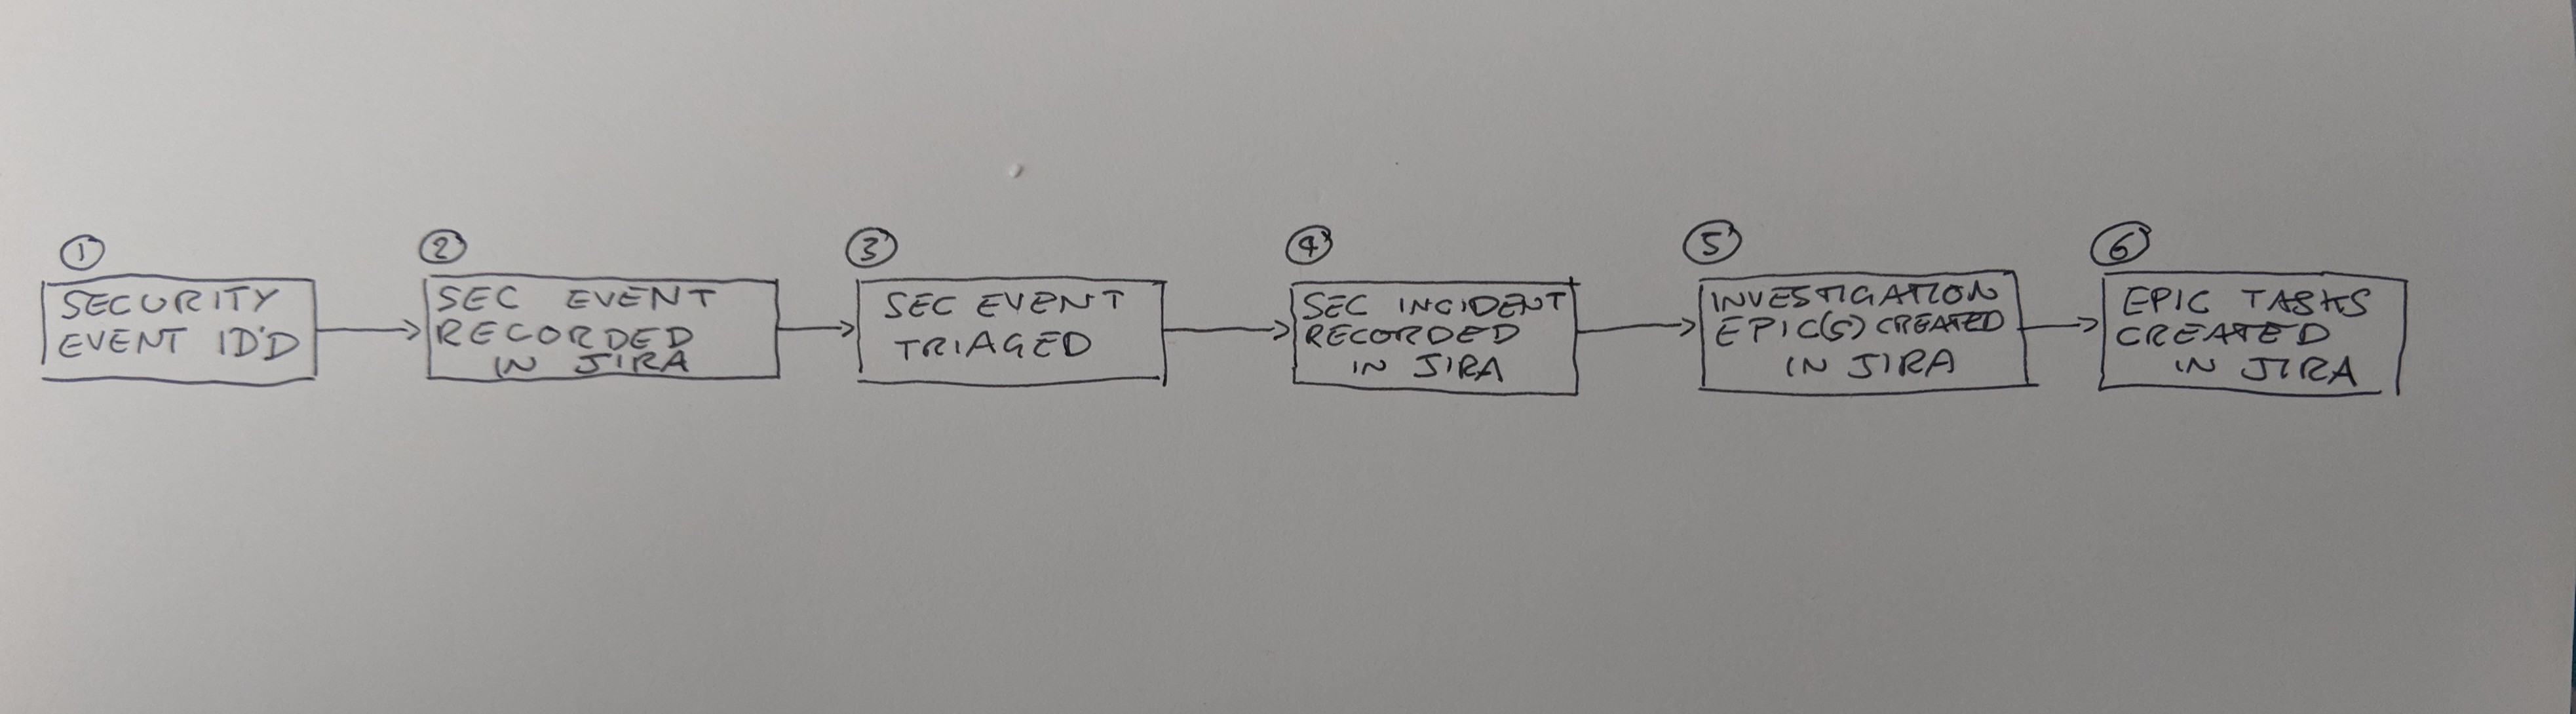 1
SECURITY
EVENT ID'D
2
SEC EVENT
RECORDED
IN JIRA
3
SEC EVENT
TRIAGED
4
SEC INCIDENT
RECORDED
IN JIRA
5
INVESTIGATION
EPIC(S) CREATED
IN JIRA
6
EPIC TASKS
CREATED
IN JIRA